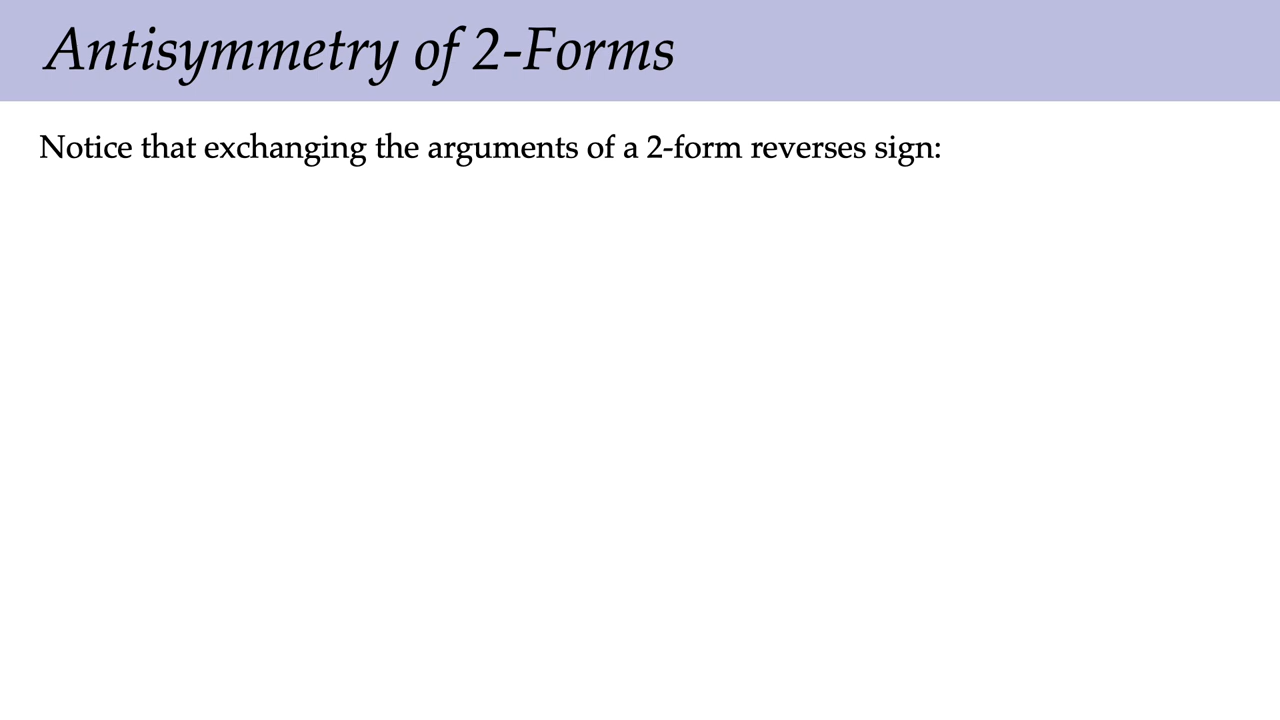 Antisymmetry of 2-Forms
Notice that exchanging the arguments of a 2-form reverses sign: